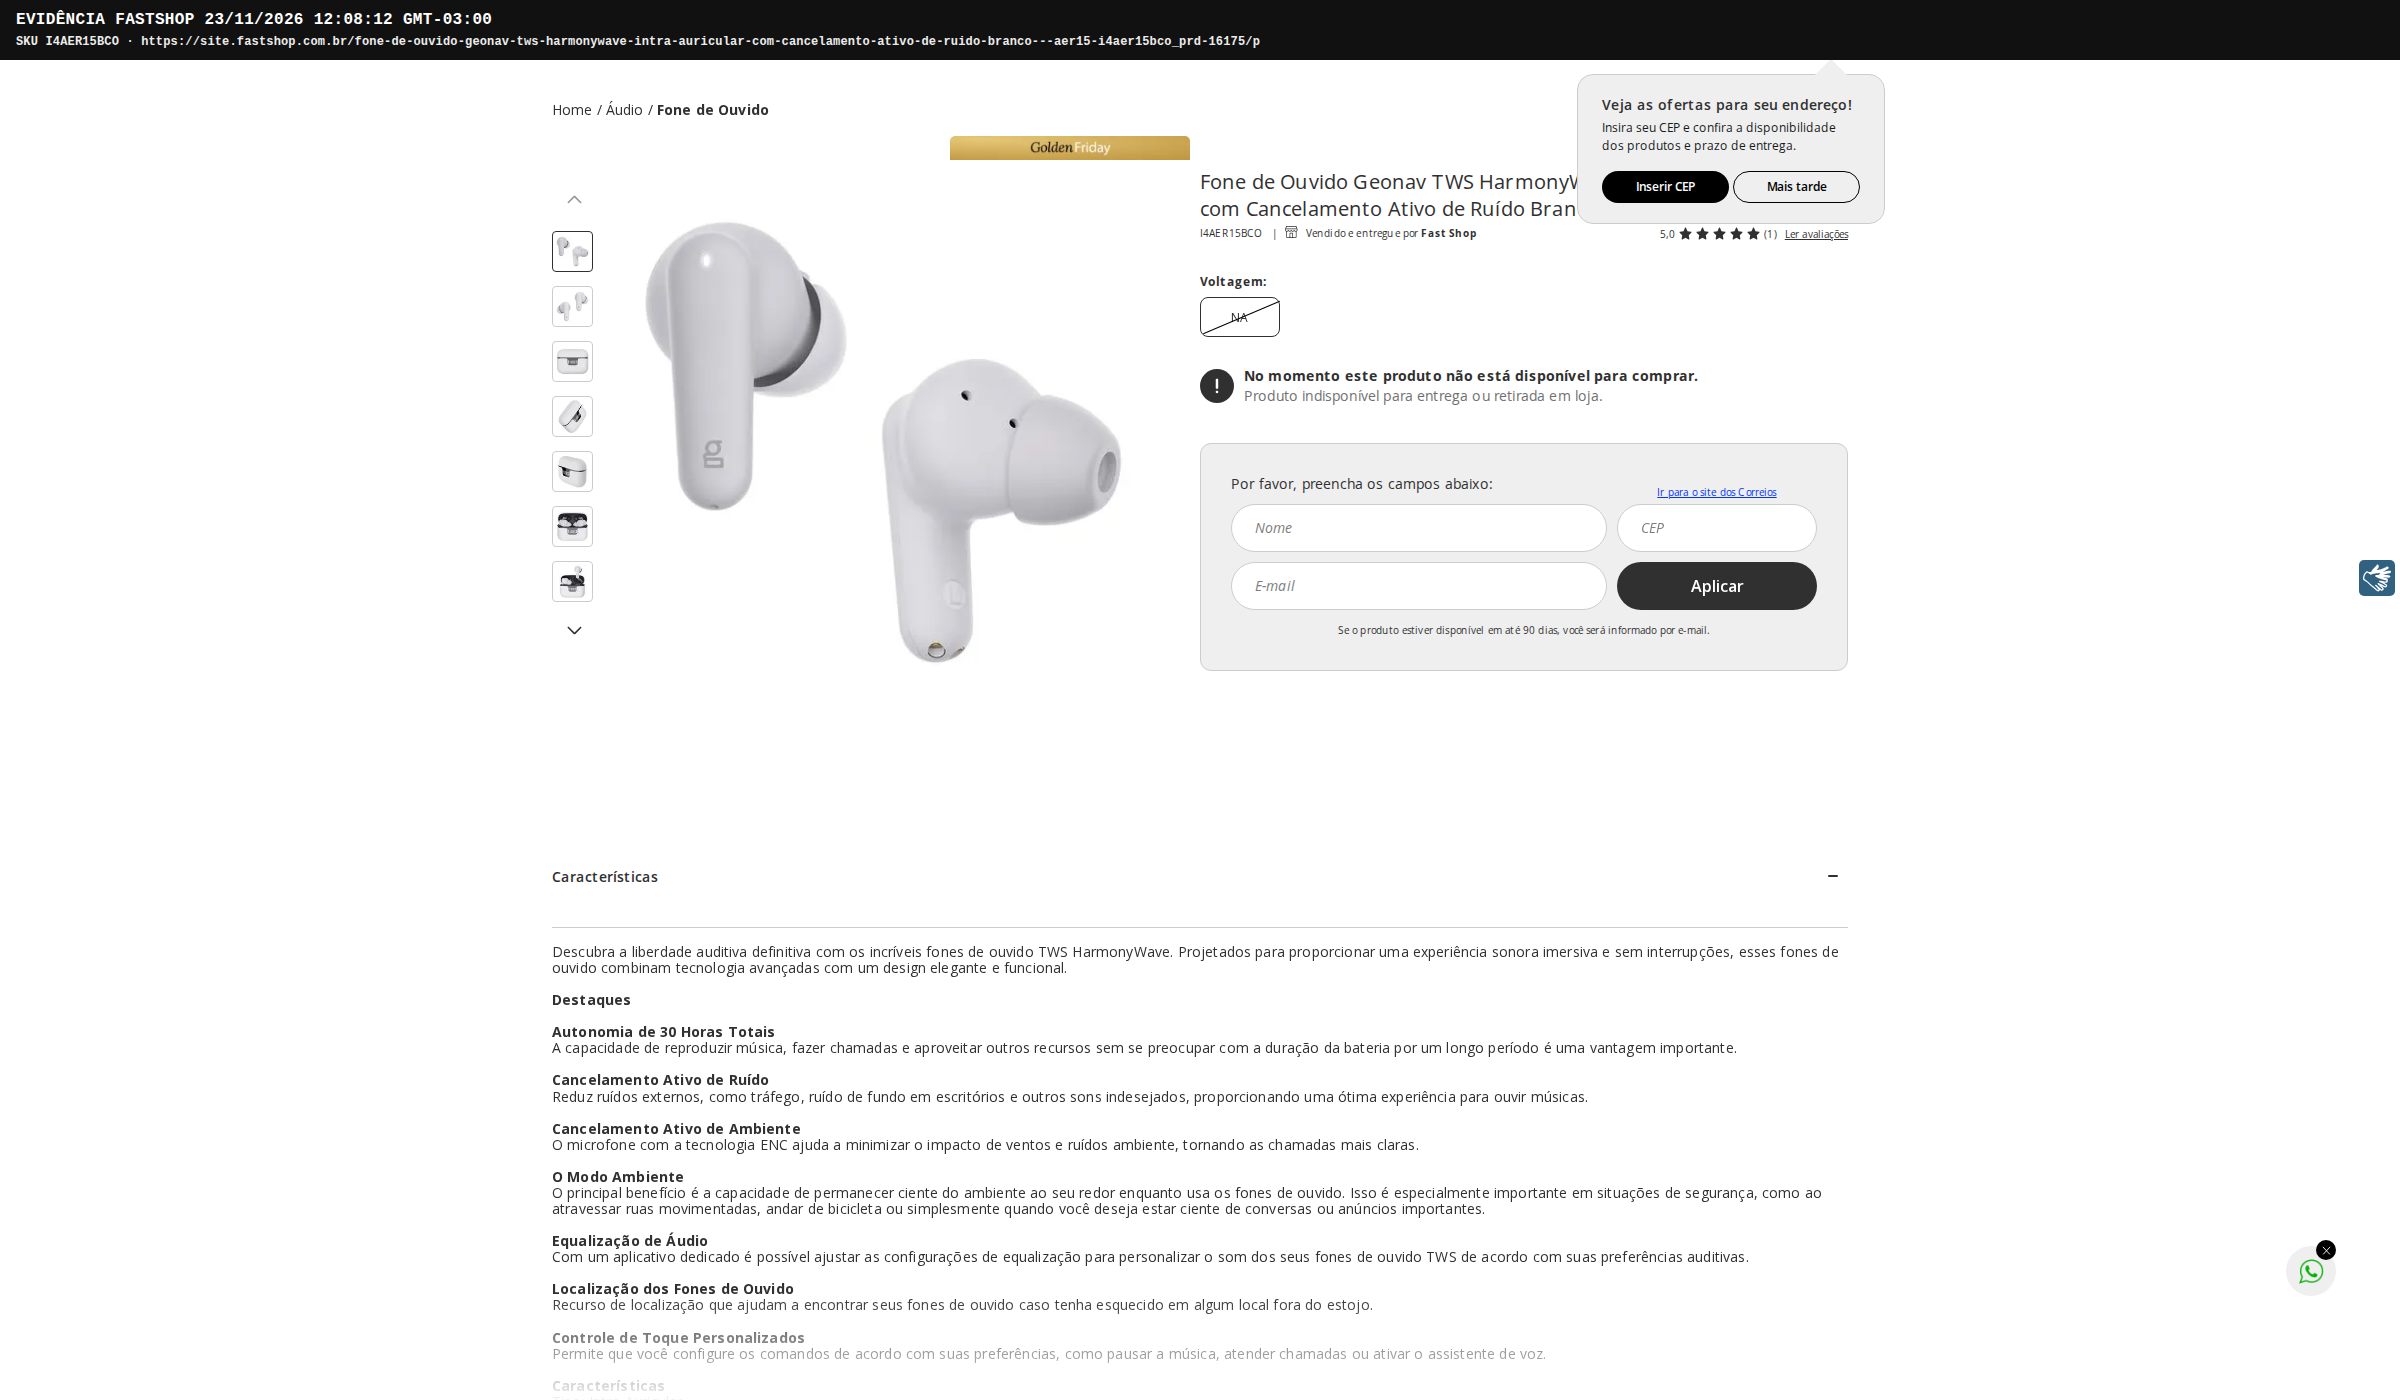 EVIDÊNCIA FASTSHOP 23/11/2026 12:08:12 GMT-03:00
SKU I4AER15BCO · https://site.fastshop.com.br/fone-de-ouvido-geonav-tws-harmonywave-intra-auricular-com-cancelamento-ativo-de-ruido-branco---aer15-i4aer15bco_prd-16175/p
Veja as ofertas para seu endereço!
Insira seu CEP e confira a disponibilidade
dos produtos e prazo de entrega.
Inserir CEP
Mais tarde
Home / Áudio / Fone de Ouvido
Golden Friday
Fone de Ouvido Geonav TWS
com Cancelamento Ativo de Ruído
I4AER15BCO | Vendido e entregue por Fast Shop
5,0 (1) Ler avaliações
Voltagem:
NA
No momento este produto não está disponível para comprar.
Produto indisponível para entrega ou retirada em loja.
Por favor, preencha os campos abaixo:
Ir para o site dos Correios
Nome
CEP
E-mail
Aplicar
Se o produto estiver disponível em até 90 dias, você será informado por e-mail.
g
L
Características
Descubra a liberdade auditiva definitiva com os incríveis fones de ouvido TWS HarmonyWave. Projetados para proporcionar uma experiência sonora imersiva e sem interrupções, esses fones de
ouvido combinam tecnologia avançadas com um design elegante e funcional.
Destaques
Autonomia de 30 Horas Totais
A capacidade de reproduzir música, fazer chamadas e aproveitar outros recursos sem se preocupar com a duração da bateria por um longo período é uma vantagem importante.
Cancelamento Ativo de Ruído
Reduz ruídos externos, como tráfego, ruído de fundo em escritórios e outros sons indesejados, proporcionando uma ótima experiência para ouvir músicas.
Cancelamento Ativo de Ambiente
O microfone com a tecnologia ENC ajuda a minimizar o impacto de ventos e ruídos ambiente, tornando as chamadas mais claras.
O Modo Ambiente
O principal benefício é a capacidade de permanecer ciente do ambiente ao seu redor enquanto usa os fones de ouvido. Isso é especialmente importante em situações de segurança, como ao
atravessar ruas movimentadas, andar de bicicleta ou simplesmente quando você deseja estar ciente de conversas ou anúncios importantes.
Equalização de Áudio
Com um aplicativo dedicado é possível ajustar as configurações de equalização para personalizar o som dos seus fones de ouvido TWS de acordo com suas preferências auditivas.
Localização dos Fones de Ouvido
Recurso de localização que ajudam a encontrar seus fones de ouvido caso tenha esquecido em algum local fora do estojo.
Controle de Toque Personalizados
Permite que você configure os comandos de acordo com suas preferências, como pausar a música, atender chamadas ou ativar o assistente de voz.
Características